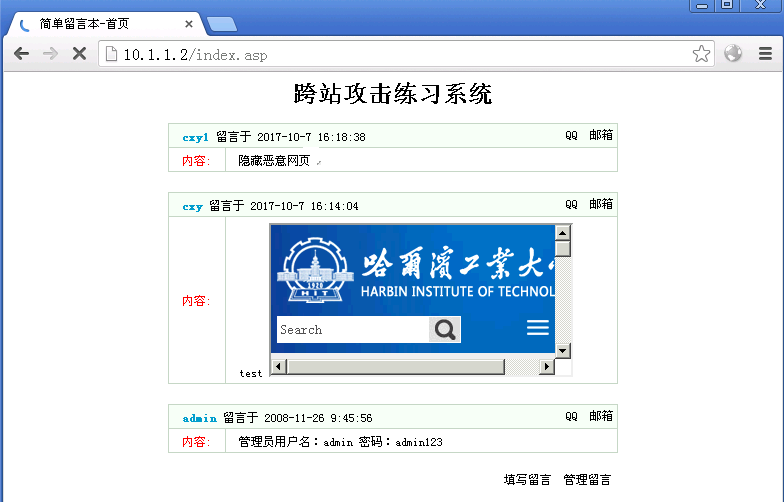 简单留言本-首页
10.1.1.2/index.asp
跨站攻击练习系统
cxy1 留言于 2017-10-7 16:18:38 QQ 邮箱
内容: 隐藏恶意网页
cxy 留言于 2017-10-7 16:14:04 QQ 邮箱
哈爾濱工業大
1920
HIT
HARBIN INSTITUTE OF TECHNOL
Search
内容:
test
admin 留言于 2008-11-26 9:45:56 QQ 邮箱
内容: 管理员用户名：admin 密码：admin123
填写留言 管理留言